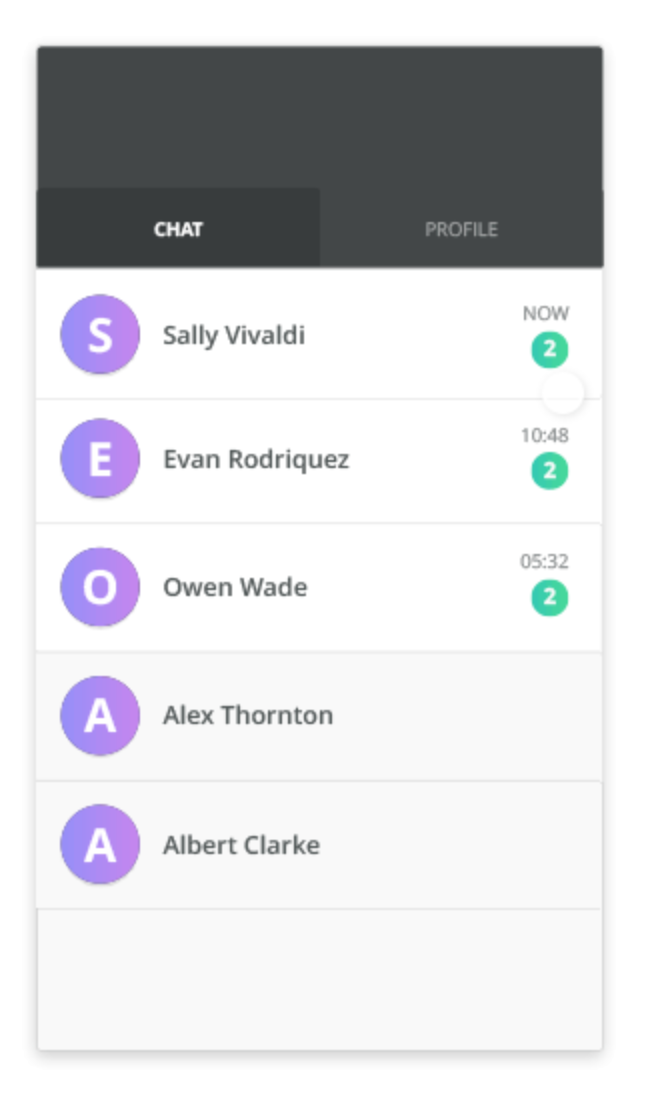 CHAT PROFILE
S Sally Vivaldi NOW
2
E Evan Rodriquez 10:48
2
O Owen Wade 05:32
2
A Alex Thornton
A Albert Clarke